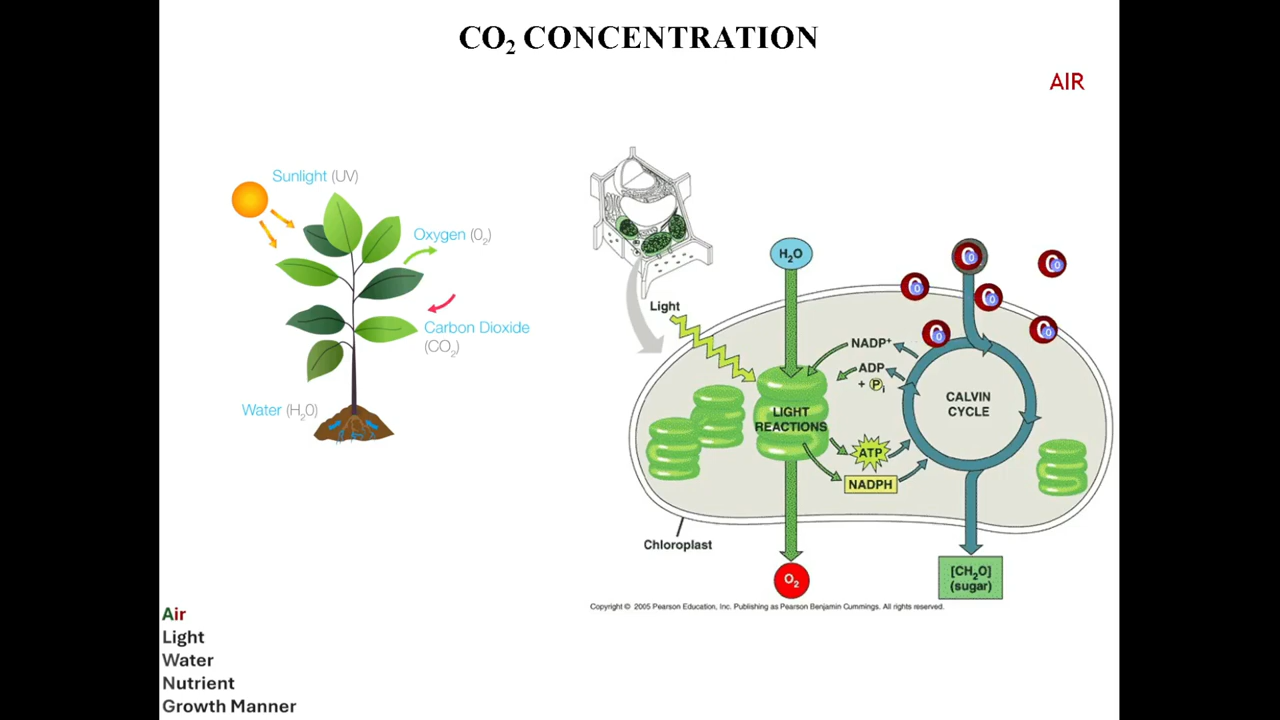 CO₂ CONCENTRATION
AIR
Sunlight (UV)
Oxygen (0₂)
Carbon Dioxide
(CO₂)
Water (H₂0)
H₂O
Light
NADP⁺
ADP
+ Pᵢ
LIGHT
REACTIONS
CALVIN
CYCLE
ATP
NADPH
Chloroplast
O₂
[CH₂O]
(sugar)
Copyright © 2005 Pearson Education, Inc. Publishing as Pearson Benjamin Cummings. All rights reserved.
Air
Light
Water
Nutrient
Growth Manner